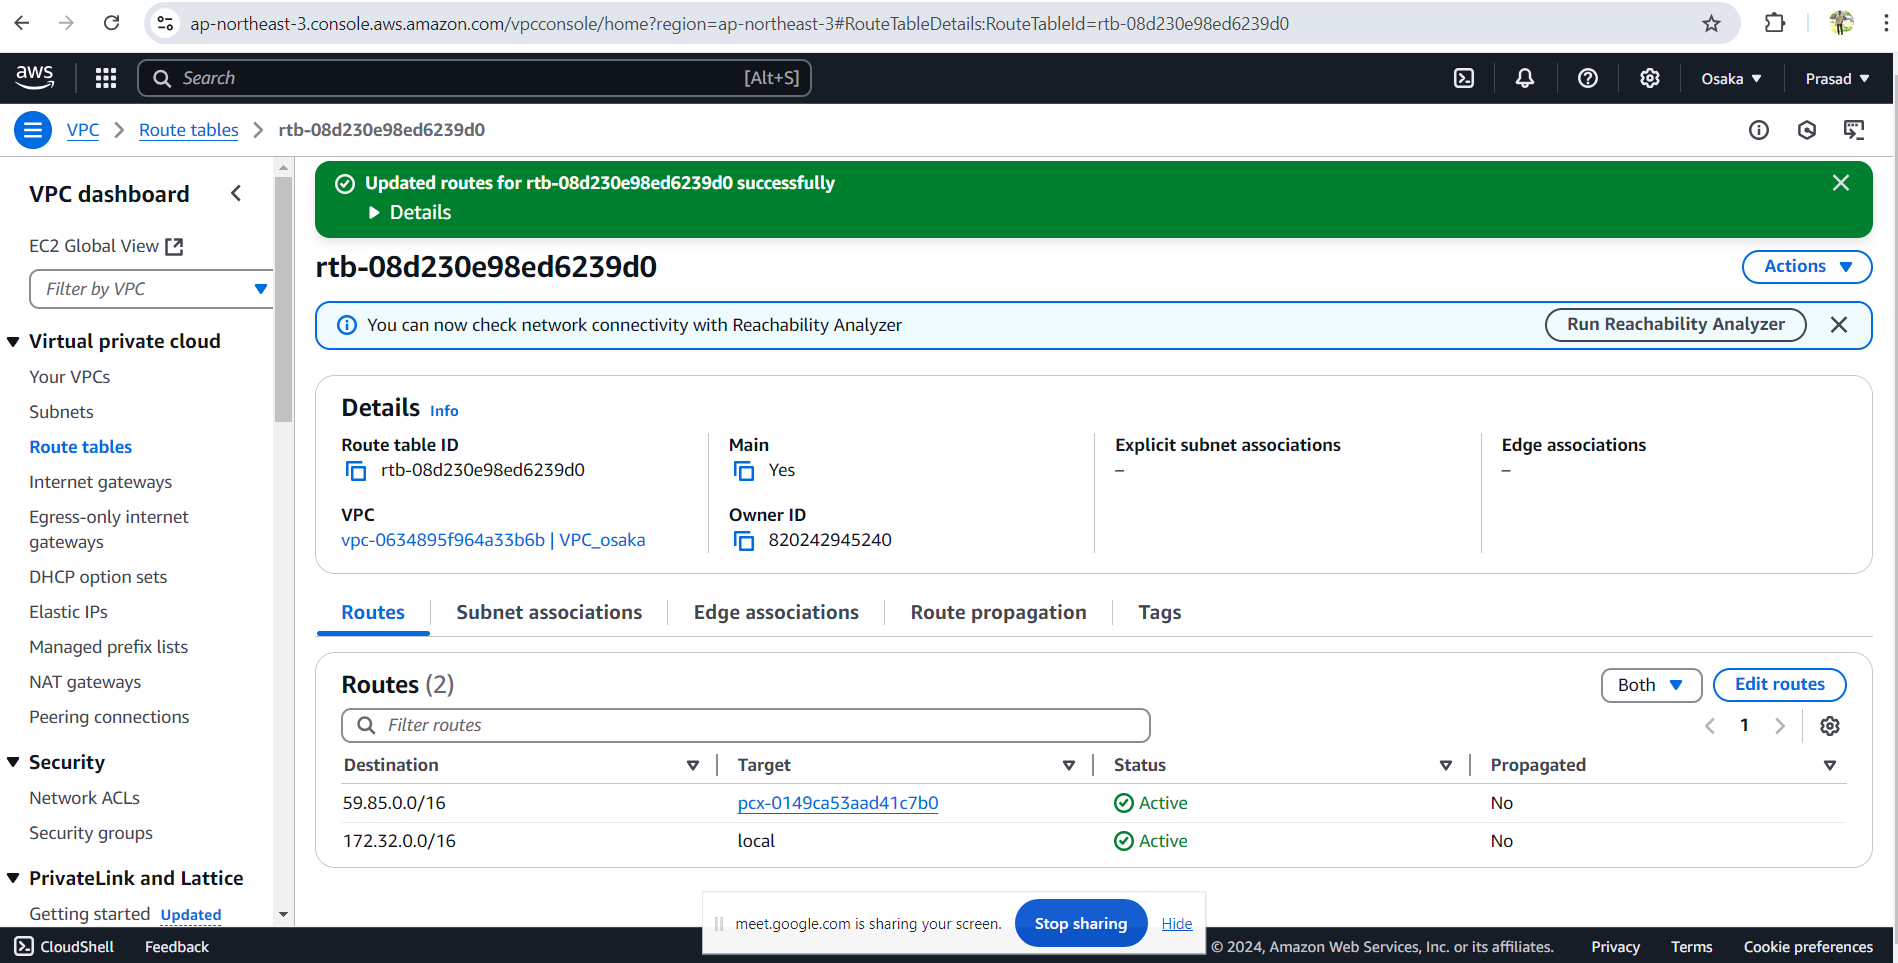 ap-northeast-3.console.aws.amazon.com/vpcconsole/home?region=ap-northeast-3#RouteTableDetails:RouteTableId=rtb-08d230e98ed6239d0
aws
Search
[Alt+S]
Osaka
Prasad
VPC
Route tables
rtb-08d230e98ed6239d0
VPC dashboard
EC2 Global View
Filter by VPC
Virtual private cloud
Your VPCs
Subnets
Route tables
Internet gateways
Egress-only internet
gateways
DHCP option sets
Elastic IPs
Managed prefix lists
NAT gateways
Peering connections
Security
Network ACLs
Security groups
PrivateLink and Lattice
Getting started Updated
Updated routes for rtb-08d230e98ed6239d0 successfully
Details
rtb-08d230e98ed6239d0
Actions
You can now check network connectivity with Reachability Analyzer
Run Reachability Analyzer
Details Info
Route table ID
rtb-08d230e98ed6239d0
Main
Yes
Explicit subnet associations
–
Edge associations
–
VPC
vpc-0634895f964a33b6b | VPC_osaka
Owner ID
820242945240
Routes
Subnet associations
Edge associations
Route propagation
Tags
Routes (2)
Both
Edit routes
Filter routes
1
Destination
Target
Status
Propagated
59.85.0.0/16
pcx-0149ca53aad41c7b0
Active
No
172.32.0.0/16
local
Active
No
meet.google.com is sharing your screen.
Stop sharing
Hide
CloudShell
Feedback
© 2024, Amazon Web Services, Inc. or its affiliates.
Privacy
Terms
Cookie preferences